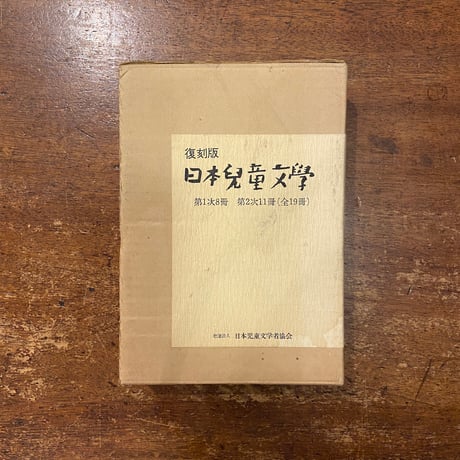 復刻版
日本兒童文學
第1次8冊 第2次11冊(全19冊)
社団法人 日本児童文学者協会